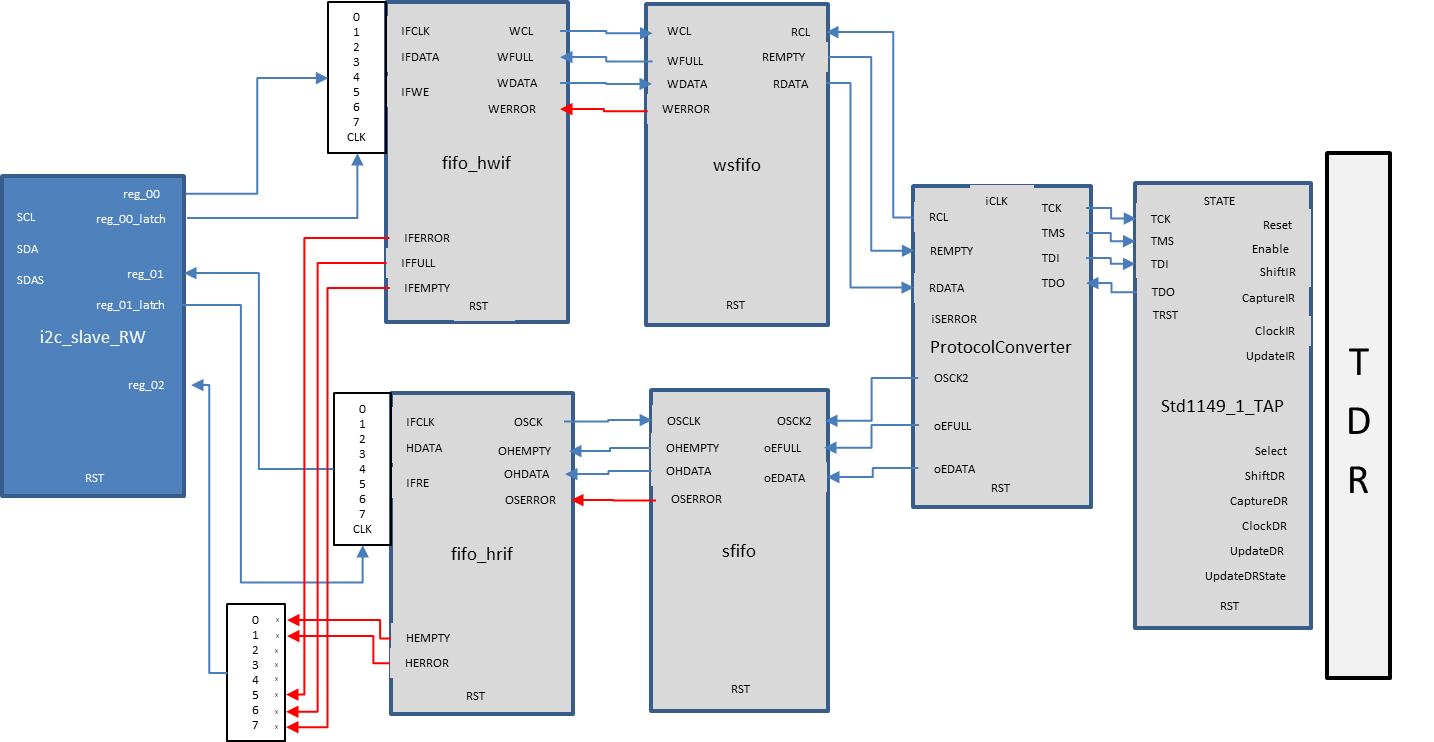 reg_00
SCL
reg_00_latch
SDA
reg_01
SDAS
reg_01_latch
i2c_slave_RW
reg_02
RST
0
1
2
3
4
5
6
7
CLK
IFCLK
WCL
IFDATA
WFULL
WDATA
IFWE
WERROR
fifo_hwif
IFERROR
IFFULL
IFEMPTY
RST
WCL
RCL
WFULL
REMPTY
WDATA
RDATA
WERROR
wsfifo
RST
0
1
2
3
4
5
6
7
CLK
IFCLK
OSCK
HDATA
OHEMPTY
OHDATA
IFRE
OSERROR
fifo_hrif
HEMPTY
HERROR
RST
OSCLK
OSCK2
OHEMPTY
oEFULL
OHDATA
oEDATA
OSERROR
sfifo
RST
0 x
1 x
2 x
3 x
4 x
5 x
6 x
7 x
iCLK
TCK
RCL
TMS
REMPTY
TDI
TDO
RDATA
iSERROR
ProtocolConverter
OSCK2
oEFULL
oEDATA
RST
STATE
TCK
Reset
TMS
Enable
TDI
ShiftIR
TDO
CaptureIR
TRST
ClockIR
UpdateIR
Std1149_1_TAP
Select
ShiftDR
CaptureDR
ClockDR
UpdateDR
UpdateDRState
RST
T
D
R